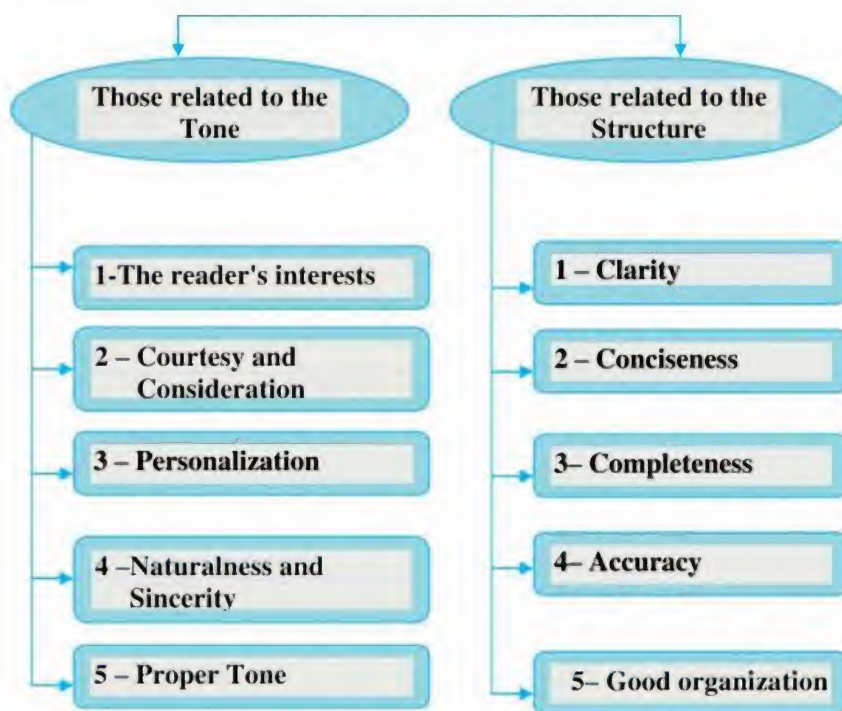 Those related to the
Tone
1-The reader's interests
2 – Courtesy and
Consideration
3 – Personalization
4 –Naturalness and
Sincerity
5 – Proper Tone
Those related to the
Structure
1 – Clarity
2 – Conciseness
3– Completeness
4– Accuracy
5– Good organization